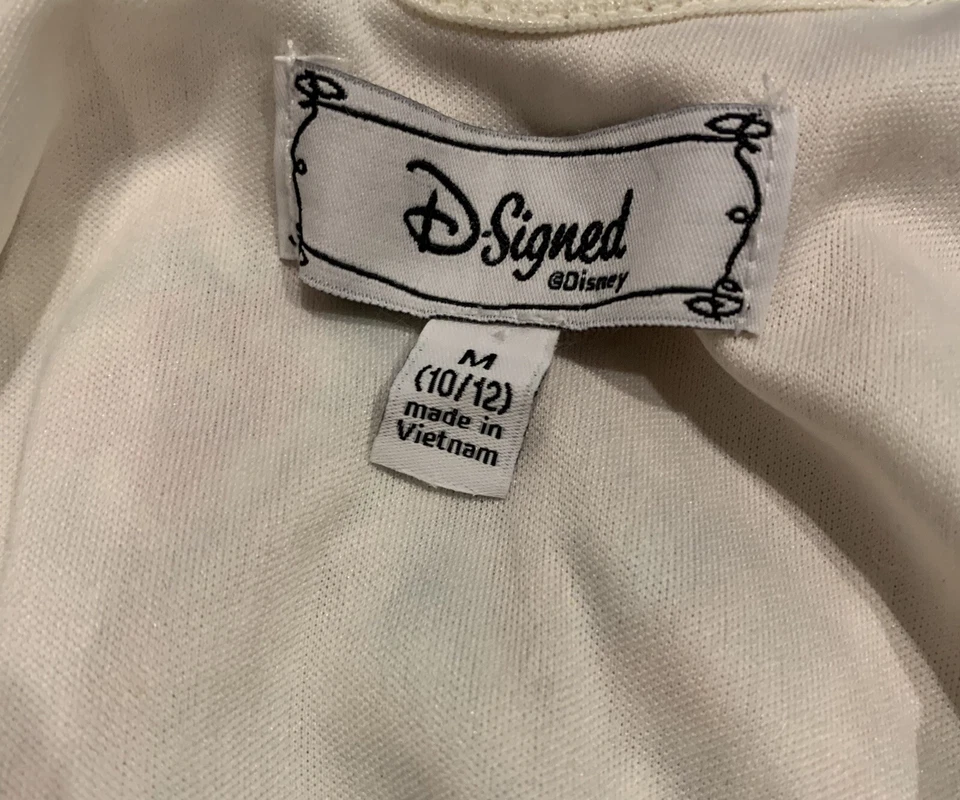 D-Signed
©Disney
M
(10/12)
made in
Vietnam